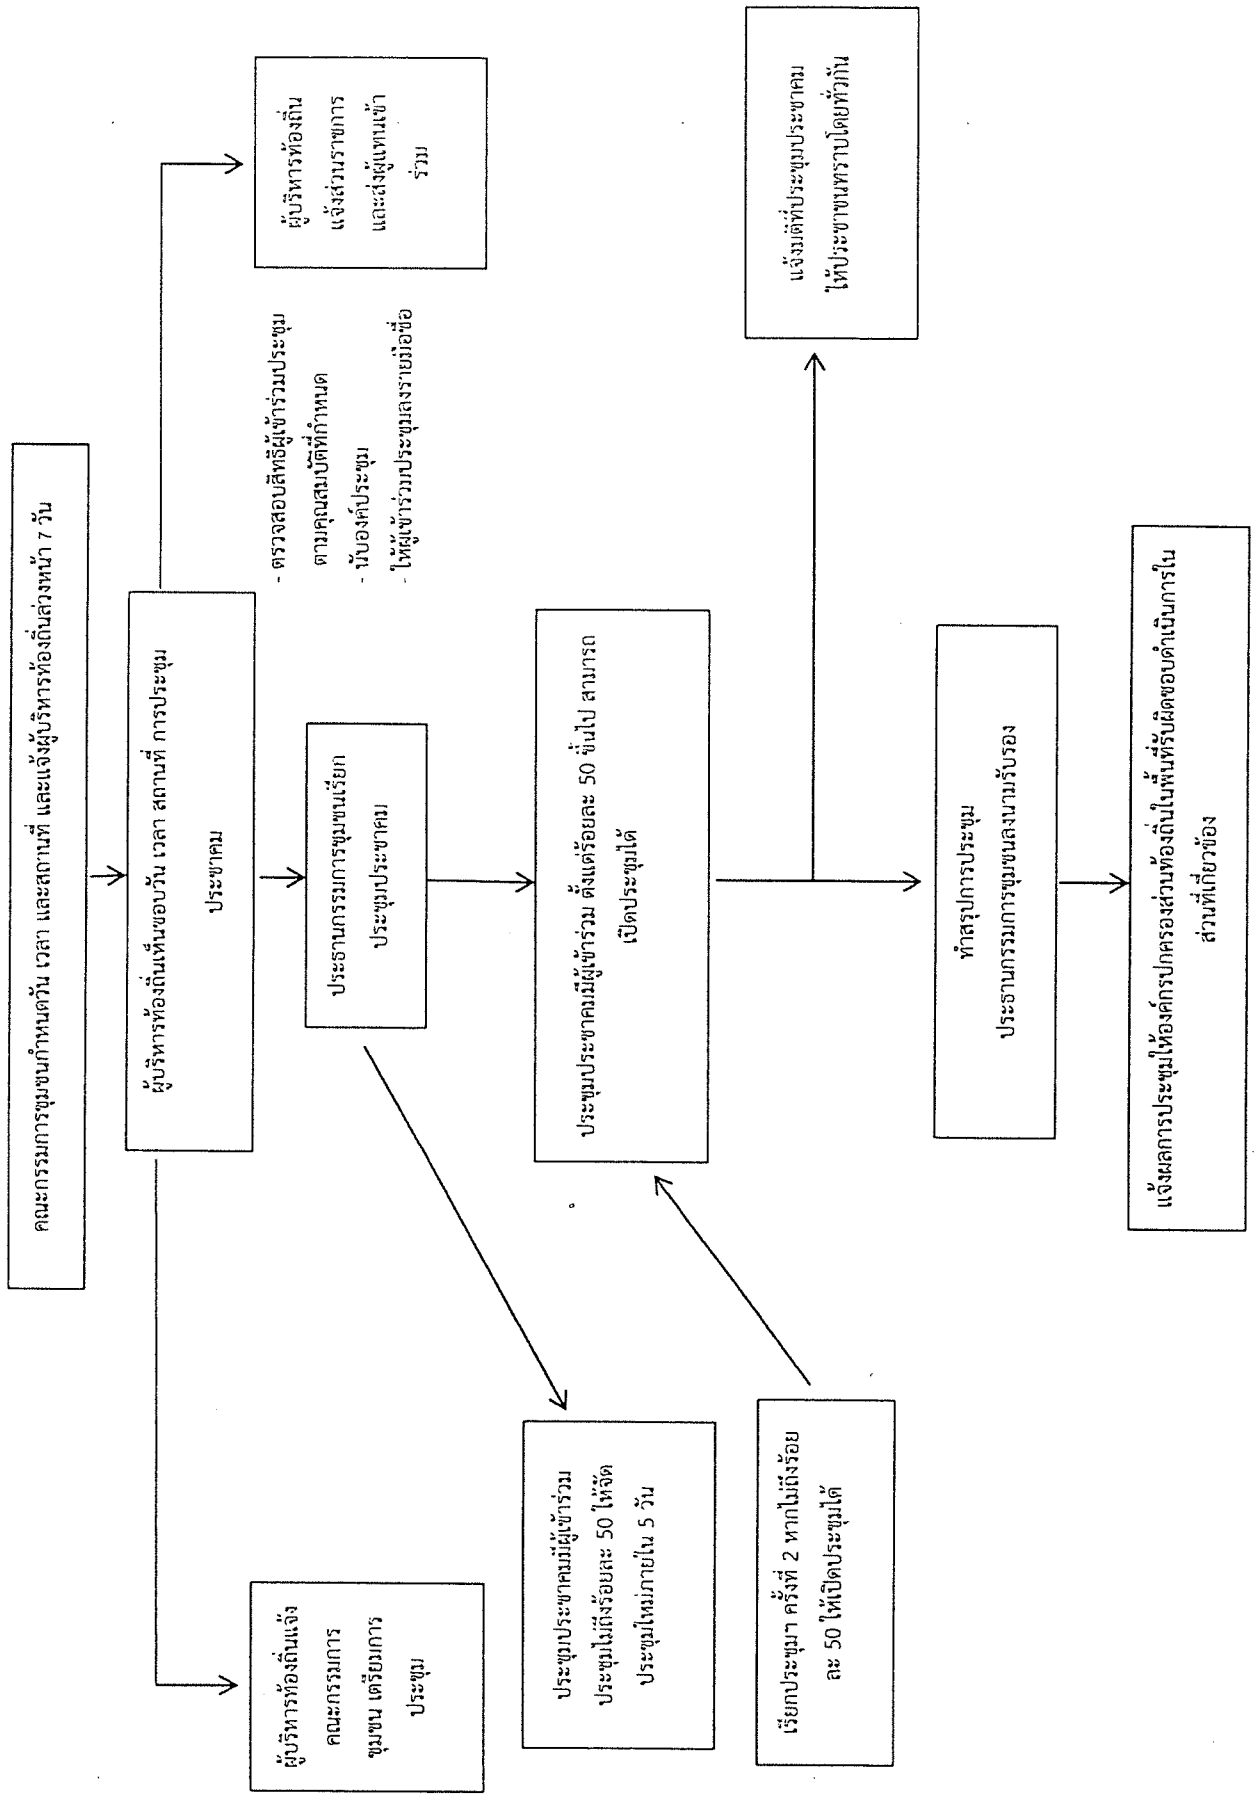 คณะกรรมการชุมชนกำหนดวัน เวลา และสถานที่ และแจ้งผู้บริหารท้องถิ่นล่วงหน้า 7 วัน
ผู้บริหารท้องถิ่นเห็นชอบวัน เวลา สถานที่ การประชุม
ประชาคม
ผู้บริหารท้องถิ่นแจ้ง
คณะกรรมการ
ชุมชน เตรียมการ
ประชุม
ผู้บริหารท้องถิ่น
แจ้งส่วนราชการ
และส่งผู้แทนเข้า
ร่วม
ประธานกรรมการชุมชนเรียก
ประชุมประชาคม
- ตรวจสอบสิทธิผู้เข้าร่วมประชุม
ตามคุณสมบัติที่กำหนด
- นับองค์ประชุม
- ให้ผู้เข้าร่วมประชุมลงรายมือชื่อ
ประชุมประชาคมมีผู้เข้าร่วม
ประชุมไม่ถึงร้อยละ 50 ให้จัด
ประชุมใหม่ภายใน 5 วัน
ประชุมประชาคมมีผู้เข้าร่วม ตั้งแต่ร้อยละ 50 ขึ้นไป สามารถ
เปิดประชุมได้
เรียกประชุมฯ ครั้งที่ 2 หากไม่ถึงร้อย
ละ 50 ให้เปิดประชุมได้
แจ้งมติที่ประชุมประชาคม
ให้ประชาชนทราบโดยทั่วกัน
ทำสรุปการประชุม
ประธานกรรมการชุมชนลงนามรับรอง
แจ้งผลการประชุมให้องค์กรปกครองส่วนท้องถิ่นในพื้นที่รับผิดชอบดำเนินการใน
ส่วนที่เกี่ยวข้อง